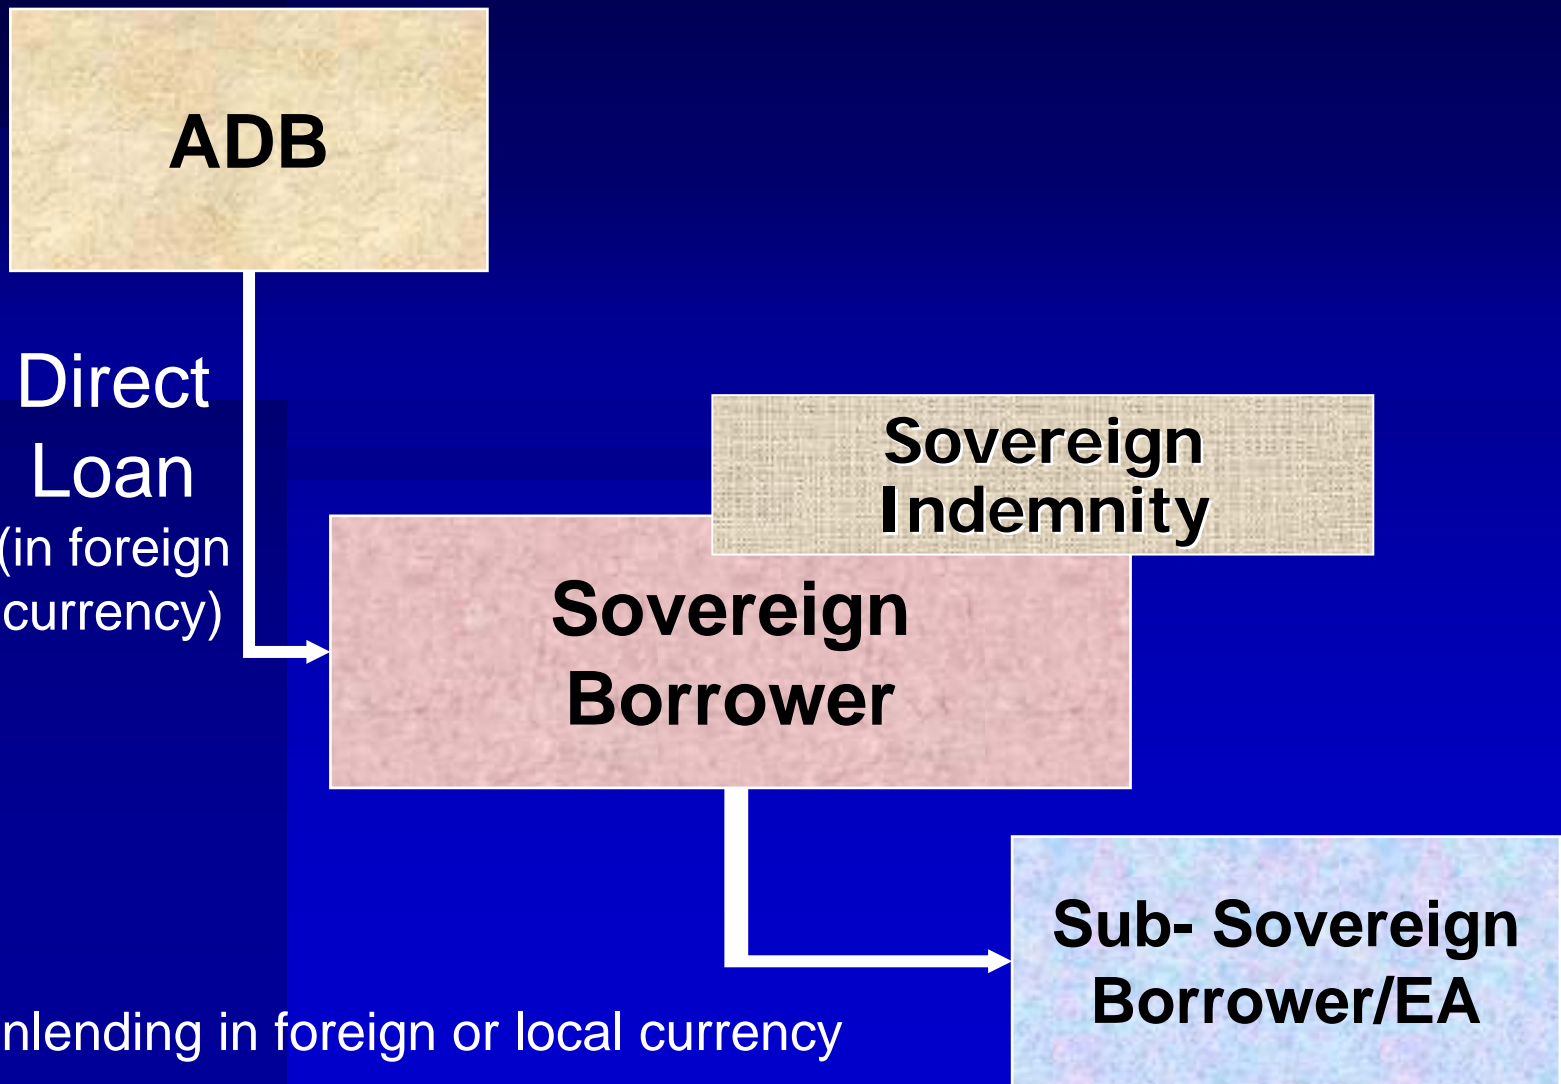 ADB
Direct
Loan
(in foreign
currency)
Sovereign
Indemnity
Sovereign
Borrower
Sub- Sovereign
Borrower/EA
nlending in foreign or local currency